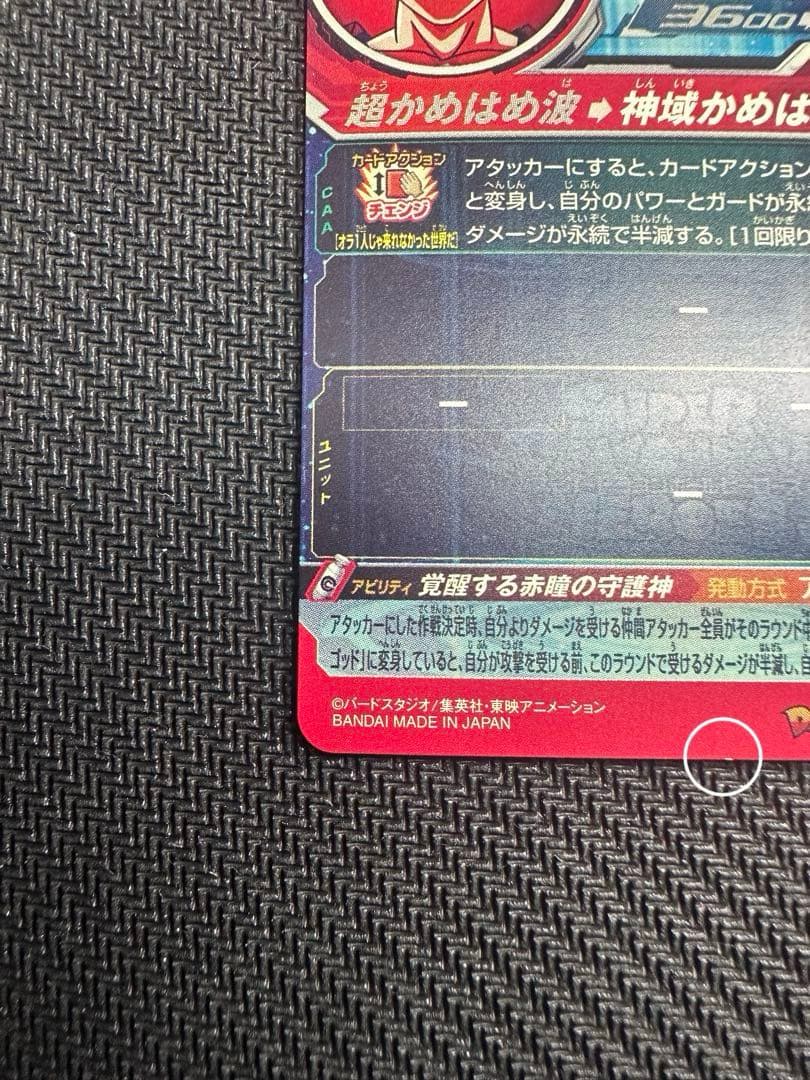 3600
超かめはめ波➡神域かめは
CAA
カードアクション
チェンジ
[オラ1人じゃ来れなかった世界だ]
アタッカーにすると、カードアクション
と変身し、自分のパワーとガードが永
ダメージが永続で半減する。[1回限り
ー
ー
ユニット
ー
アビリティ 覚醒する赤瞳の守護神 発動方式
アタッカーにした作戦決定時、自分よりダメージを受ける仲間アタッカー全員がそのラウンド
ゴッド]に変身していると、自分が攻撃を受ける前、このラウンドで受けるダメージが半減し、
©バードスタジオ/集英社・東映アニメーション
BANDAI MADE IN JAPAN